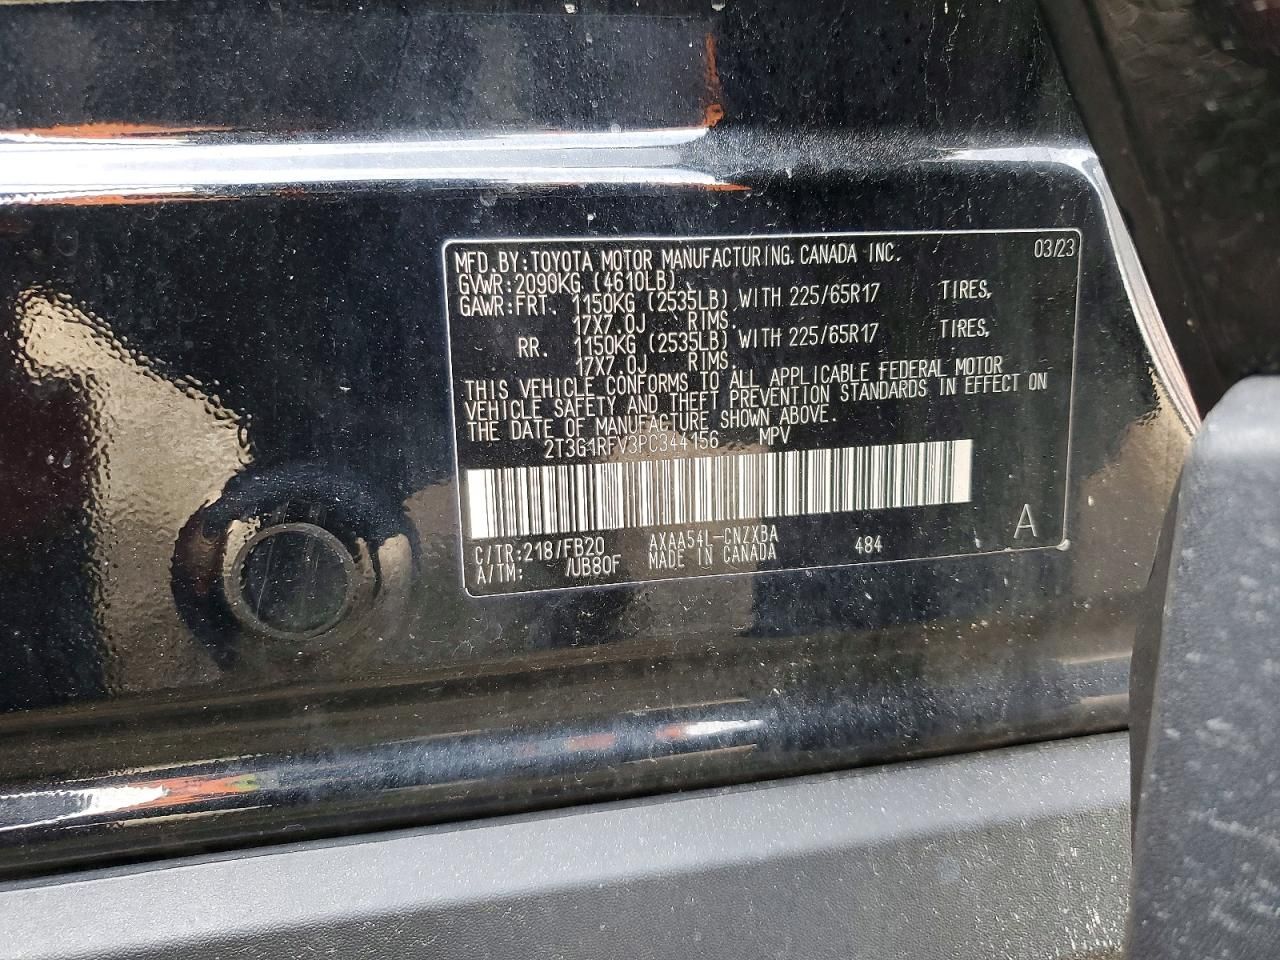 MFD. BY: TOYOTA MOTOR MANUFACTURING. CANADA INC. 03/23
GVWR: 2090KG (4610LB)
GAWR: FRT. 1150KG (2535LB) WITH 225/65R17 TIRES,
17X7.0J RIMS.
RR. 1150KG (2535LB) WITH 225/65R17 TIRES,
17X7.0J RIMS.
THIS VEHICLE CONFORMS TO ALL APPLICABLE FEDERAL MOTOR
VEHICLE SAFETY AND THEFT PREVENTION STANDARDS IN EFFECT ON
THE DATE OF MANUFACTURE SHOWN ABOVE.
2T3G1RFV3PC344156 MPV
C/TR: 218/FB20 AXAA54L-CNZXBA 484 A
A/TM: /UB80F MADE IN CANADA